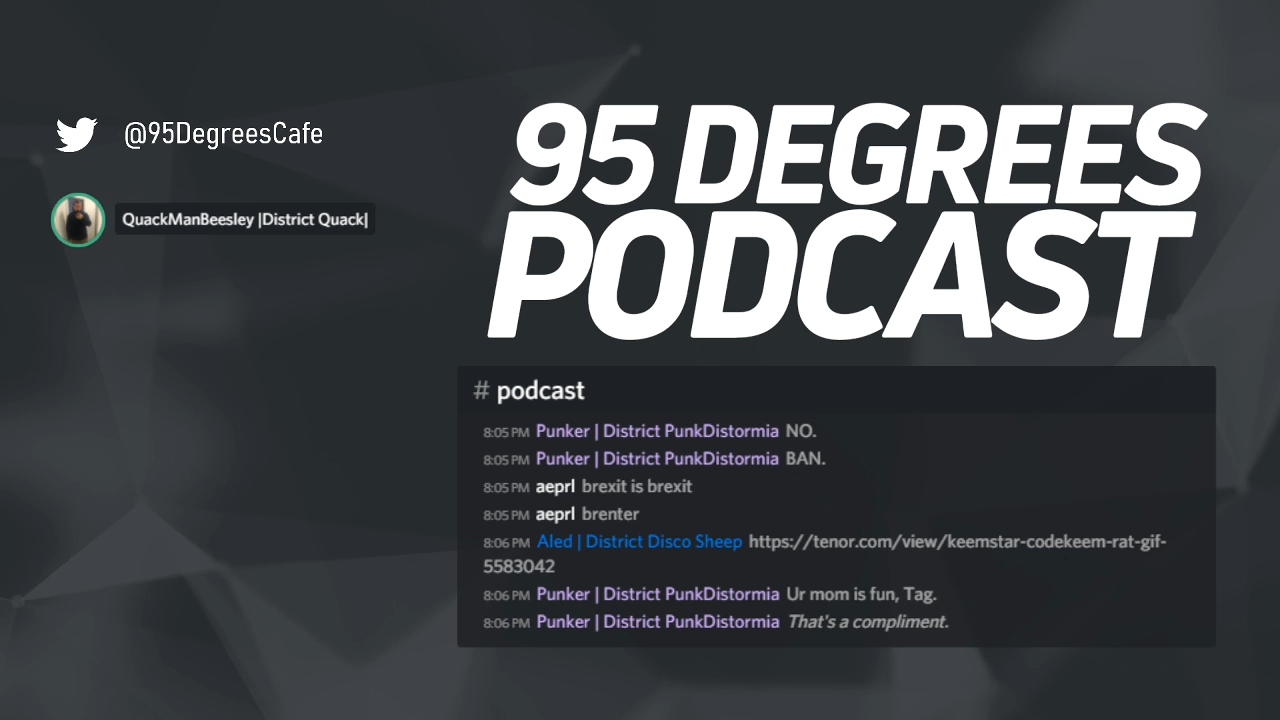 @95DegreesCafe
QuackManBeesley |District Quack|
95 DEGREES
PODCAST
# podcast
8:05 PM Punker | District PunkDistormia NO.
8:05 PM Punker | District PunkDistormia BAN.
8:05 PM aeprl brexit is brexit
8:05 PM aeprl brenter
8:06 PM Aled | District Disco Sheep https://tenor.com/view/keemstar-codekeem-rat-gif-
5583042
8:06 PM Punker | District PunkDistormia Ur mom is fun, Tag.
8:06 PM Punker | District PunkDistormia That's a compliment.